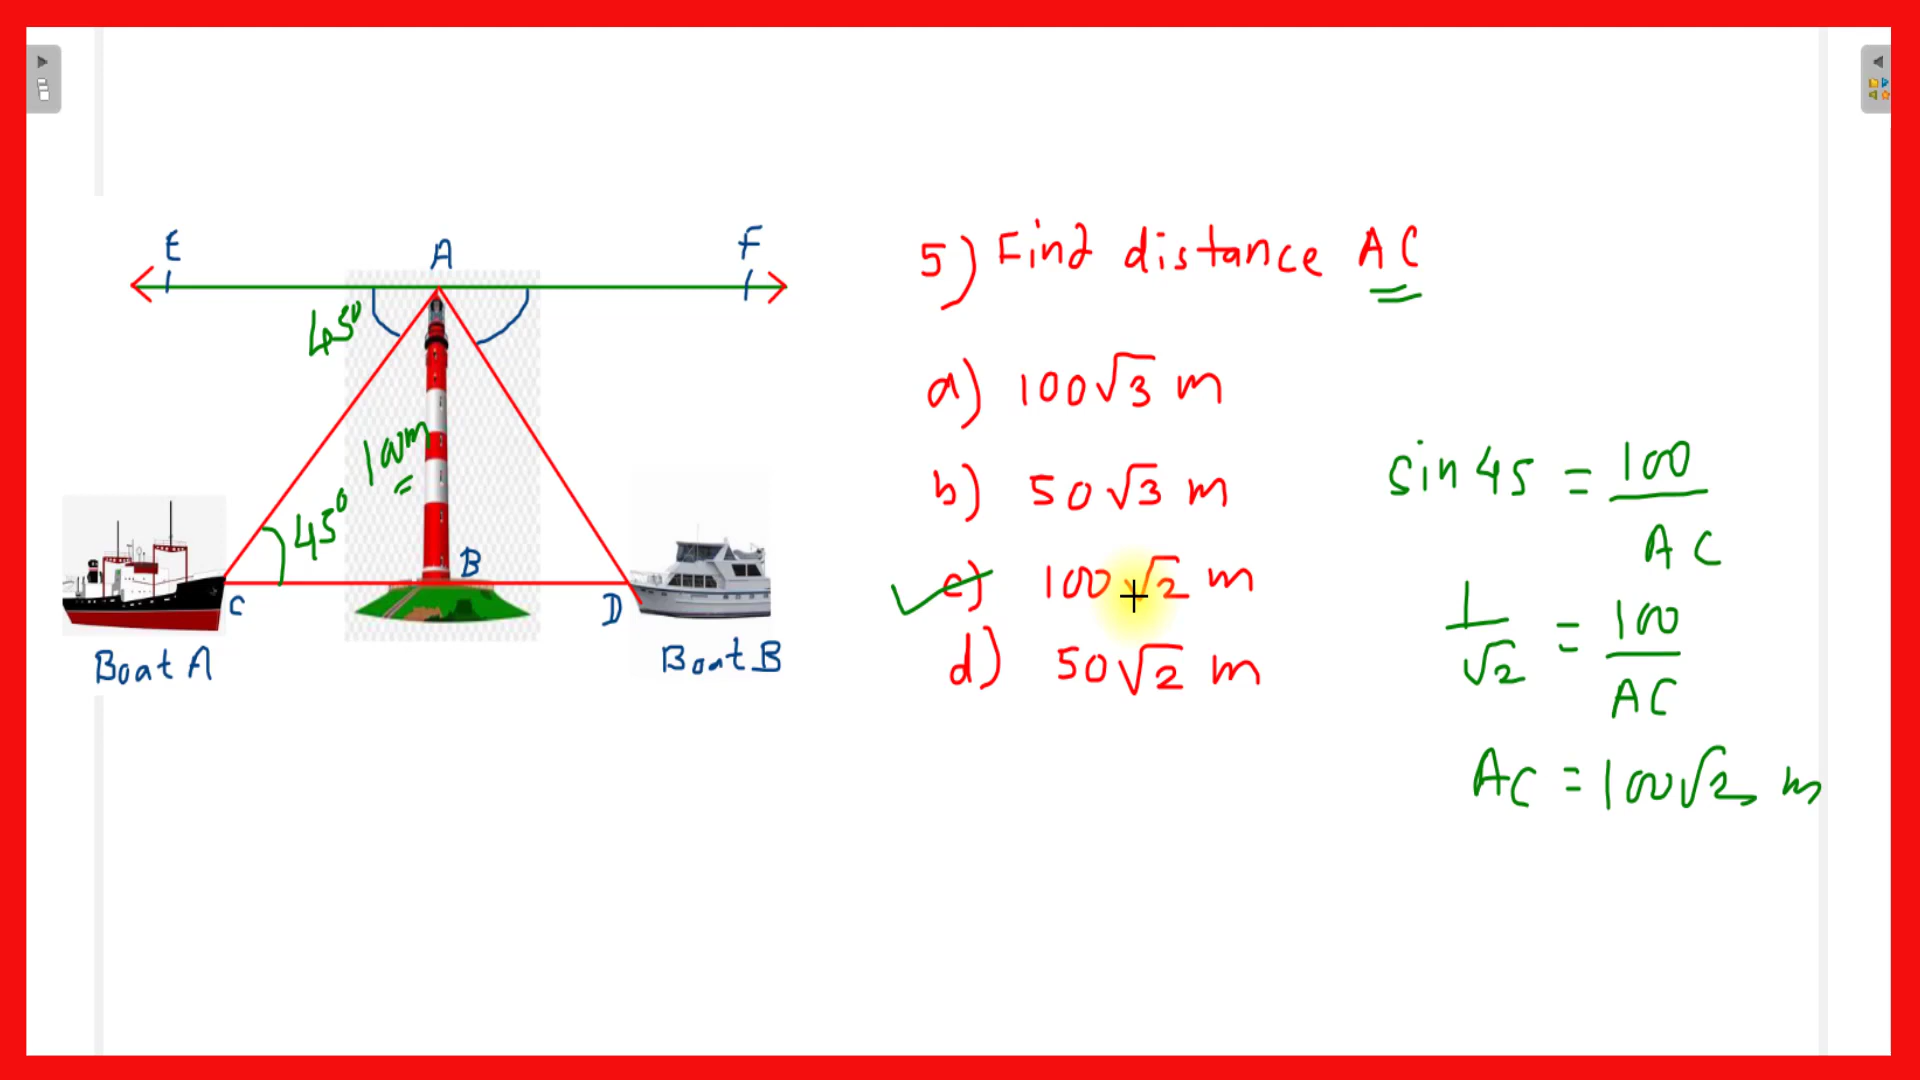 E A F
45°
100m
45°
B
C D
Boat A Boat B
5) Find distance AC
a) 100√3 m
b) 50√3 m
c) 100√2 m
d) 50√2 m
sin 45 = 100/AC
1/√2 = 100/AC
AC = 100√2 m